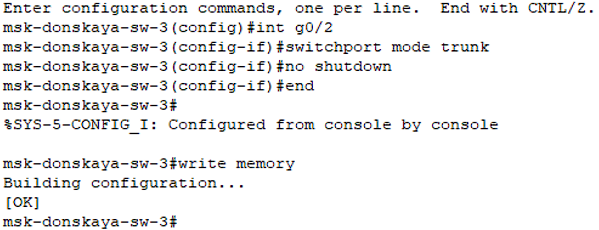 Enter configuration commands, one per line.  End with CNTL/Z.
msk-donskaya-sw-3(config)#int g0/2
msk-donskaya-sw-3(config-if)#switchport mode trunk
msk-donskaya-sw-3(config-if)#no shutdown
msk-donskaya-sw-3(config-if)#end
msk-donskaya-sw-3#
%SYS-5-CONFIG_I: Configured from console by console

msk-donskaya-sw-3#write memory
Building configuration...
[OK]
msk-donskaya-sw-3#